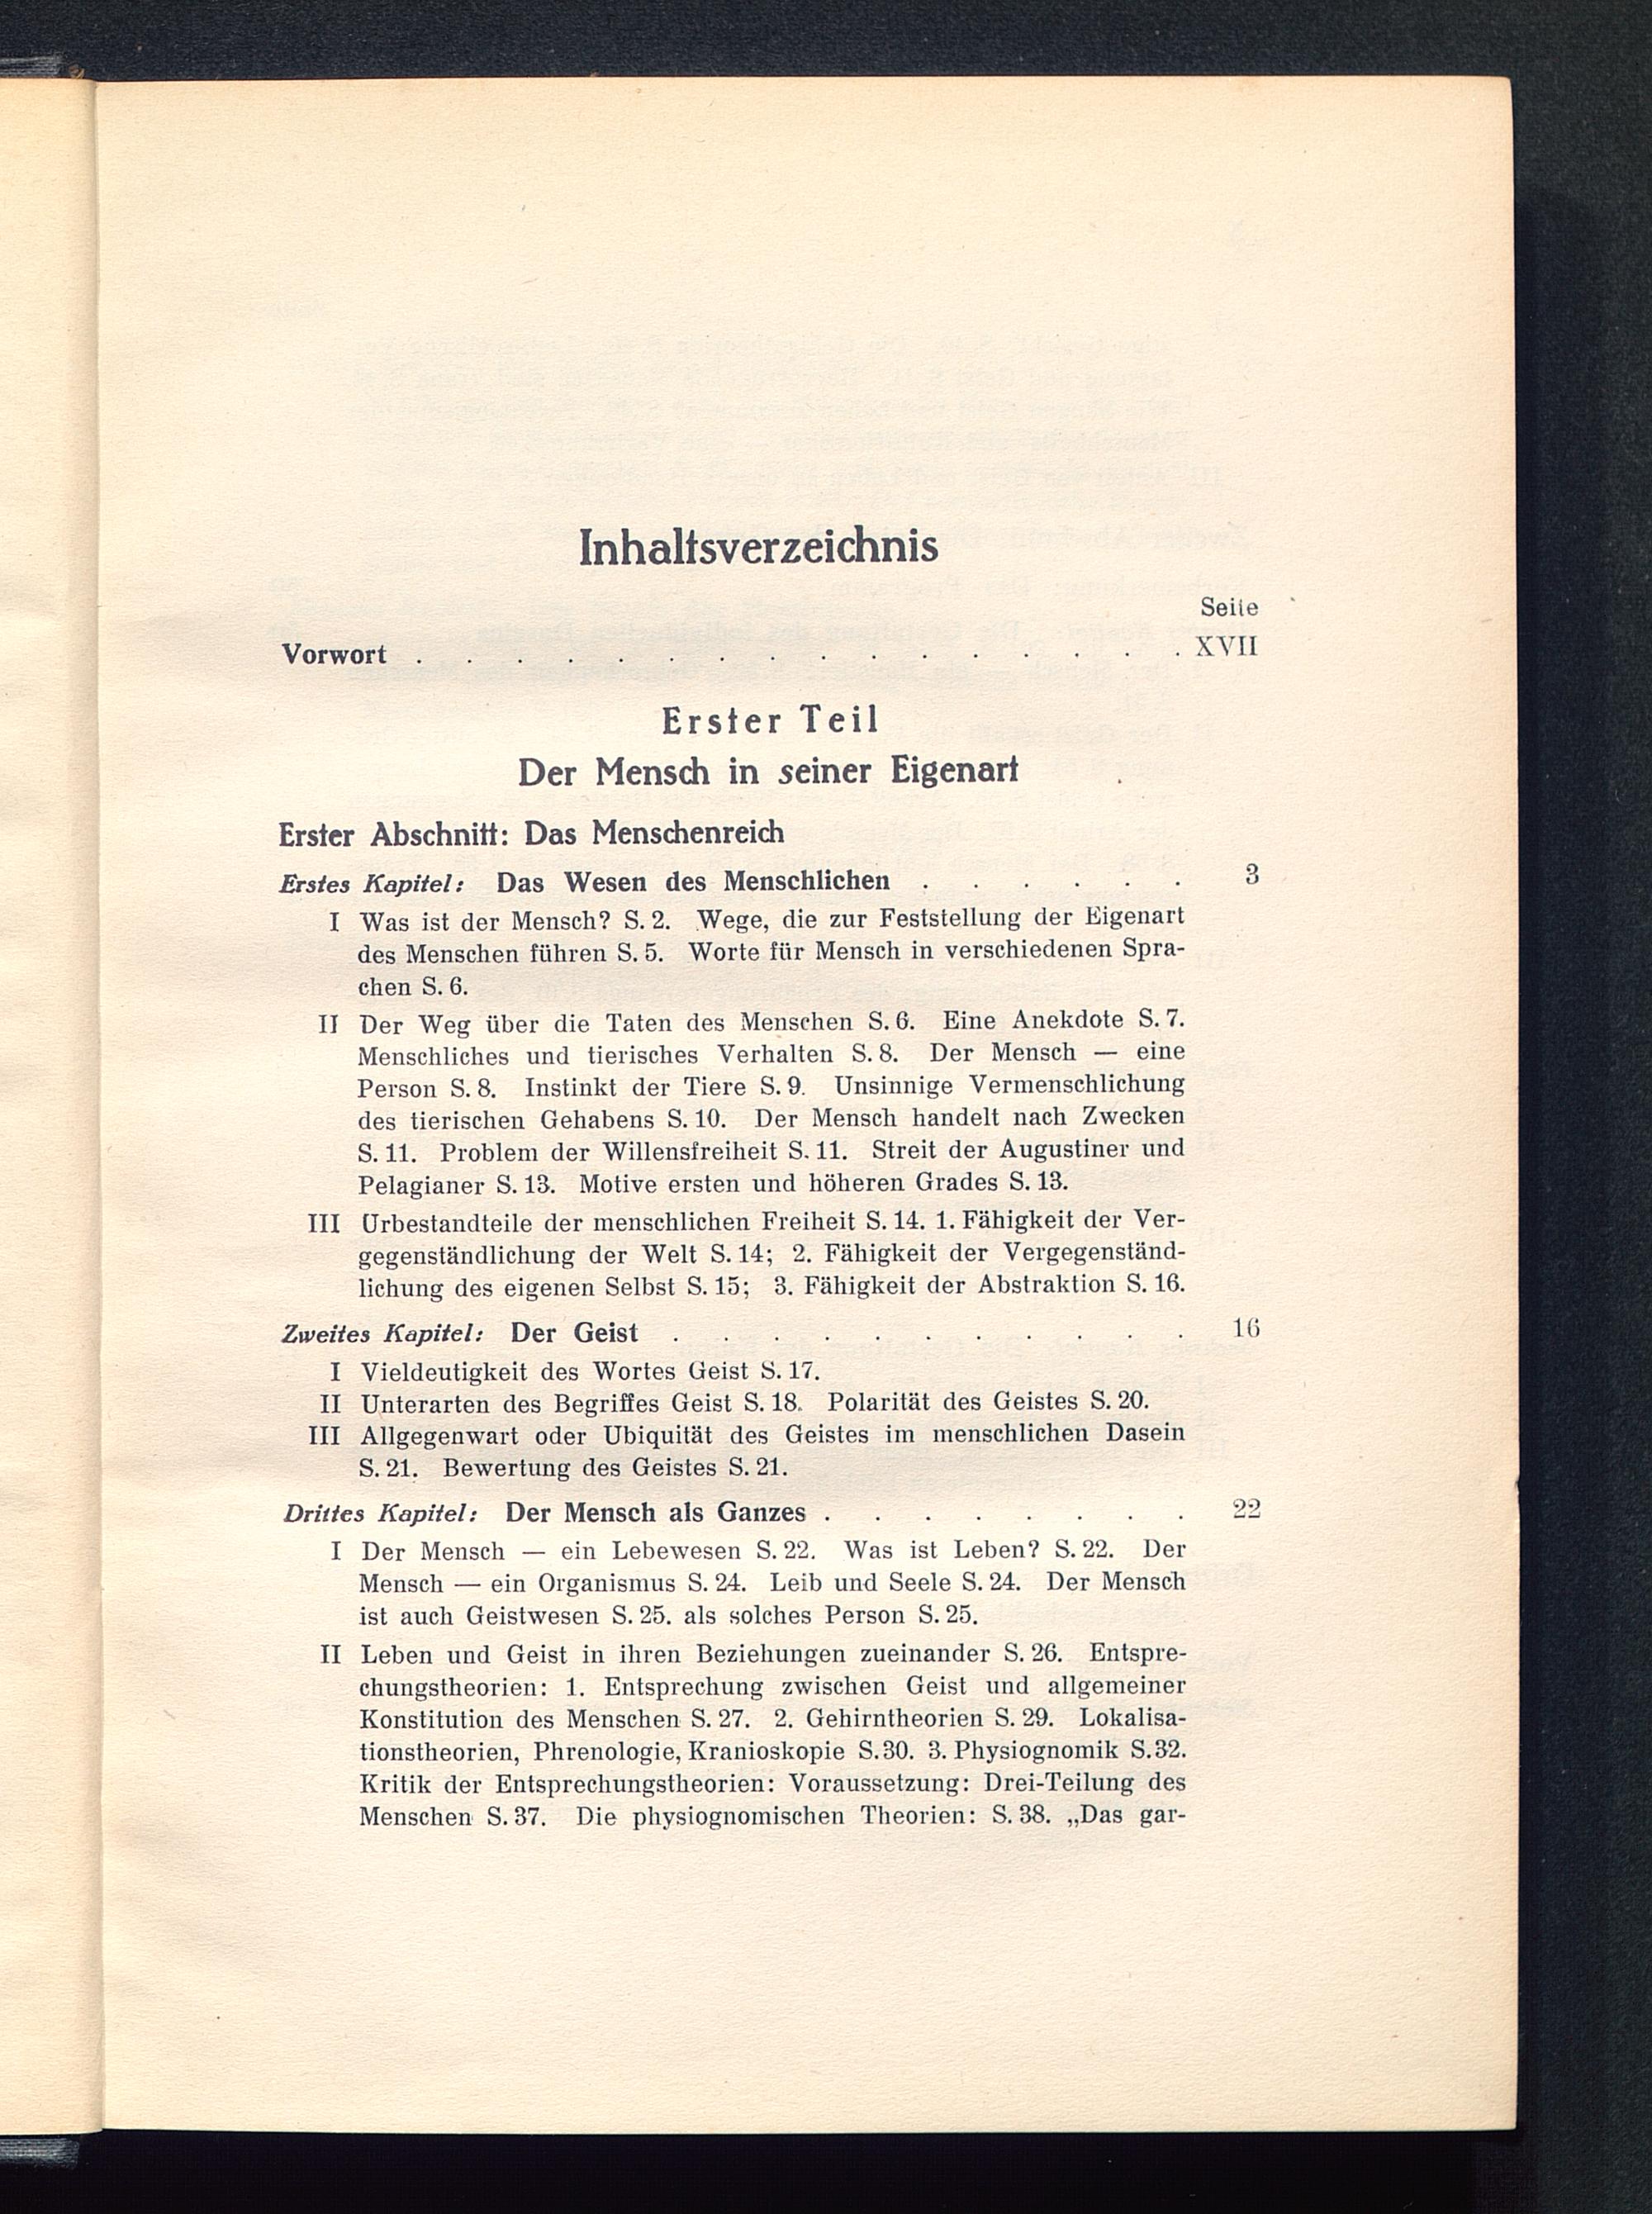 Inhaltsverzeichnis
Seite
Vorwort . . . . . . . . . . . . . . . . XVII
Erster Teil
Der Mensch in seiner Eigenart
Erster Abschnitt: Das Menschenreich
Erstes Kapitel: Das Wesen des Menschlichen . . . . . . 3
I Was ist der Mensch? S. 2. Wege, die zur Feststellung der Eigenart
des Menschen führen S. 5. Worte für Mensch in verschiedenen Spra-
chen S. 6.
II Der Weg über die Taten des Menschen S. 6. Eine Anekdote S. 7.
Menschliches und tierisches Verhalten S. 8. Der Mensch — eine
Person S. 8. Instinkt der Tiere S. 9. Unsinnige Vermenschlichung
des tierischen Gehabens S. 10. Der Mensch handelt nach Zwecken
S. 11. Problem der Willensfreiheit S. 11. Streit der Augustiner und
Pelagianer S. 13. Motive ersten und höheren Grades S. 13.
III Urbestandteile der menschlichen Freiheit S. 14. 1. Fähigkeit der Ver-
gegenständlichung der Welt S. 14; 2. Fähigkeit der Vergegenständ-
lichung des eigenen Selbst S. 15; 3. Fähigkeit der Abstraktion S. 16.
Zweites Kapitel: Der Geist . . . . . . . . . . . 16
I Vieldeutigkeit des Wortes Geist S. 17.
II Unterarten des Begriffes Geist S. 18. Polarität des Geistes S. 20.
III Allgegenwart oder Ubiquität des Geistes im menschlichen Dasein
S. 21. Bewertung des Geistes S. 21.
Drittes Kapitel: Der Mensch als Ganzes . . . . . . . . 22
I Der Mensch — ein Lebewesen S. 22. Was ist Leben? S. 22. Der
Mensch — ein Organismus S. 24. Leib und Seele S. 24. Der Mensch
ist auch Geistwesen S. 25. als solches Person S. 25.
II Leben und Geist in ihren Beziehungen zueinander S. 26. Entspre-
chungstheorien: 1. Entsprechung zwischen Geist und allgemeiner
Konstitution des Menschen S. 27. 2. Gehirntheorien S. 29. Lokalisa-
tionstheorien, Phrenologie, Kranioskopie S. 30. 3. Physiognomik S. 32.
Kritik der Entsprechungstheorien: Voraussetzung: Drei-Teilung des
Menschen S. 37. Die physiognomischen Theorien: S. 38. „Das gar-